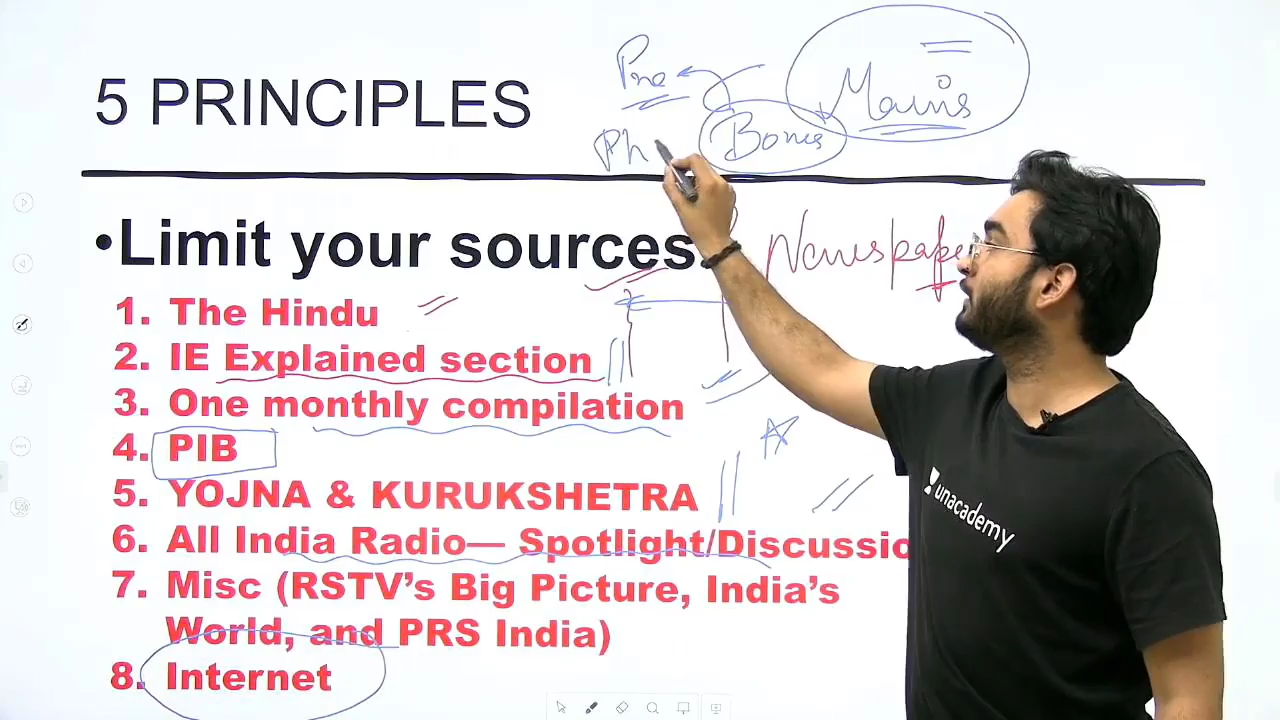 Pre
Mains
5 PRINCIPLES
Ph
Bonus
•Limit your sources
Newspape
1. The Hindu
2. IE Explained section
3. One monthly compilation
4. PIB
5. YOJNA & KURUKSHETRA
unacademy
6. All India Radio— Spotlight/Discussio
7. Misc (RSTV’s Big Picture, India’s
World, and PRS India)
8. Internet